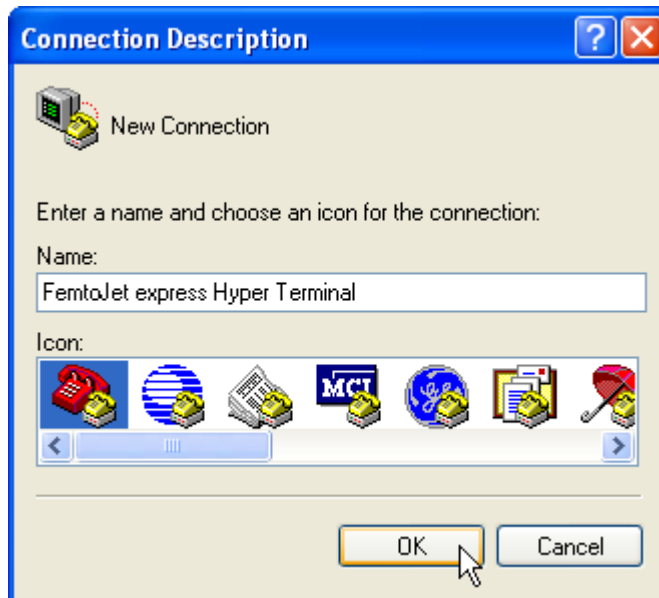 Connection Description
New Connection
Enter a name and choose an icon for the connection:
Name:
FemtoJet express Hyper Terminal
Icon:
MCI
OK Cancel